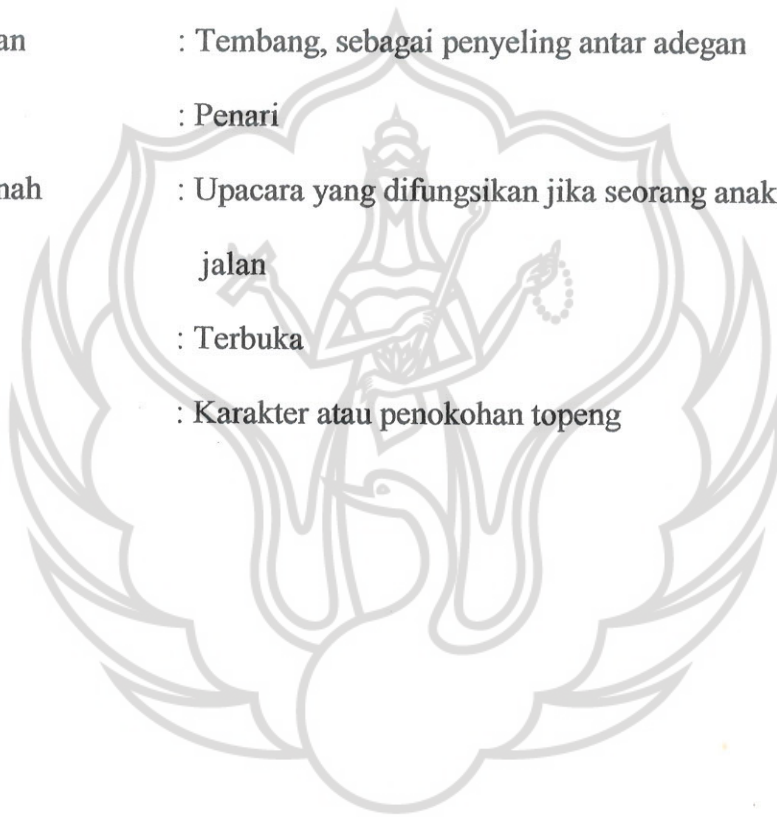 an : Tembang, sebagai penyeling antar adegan
: Penari
nah : Upacara yang difungsikan jika seorang anak
jalan
: Terbuka
: Karakter atau penokohan topeng